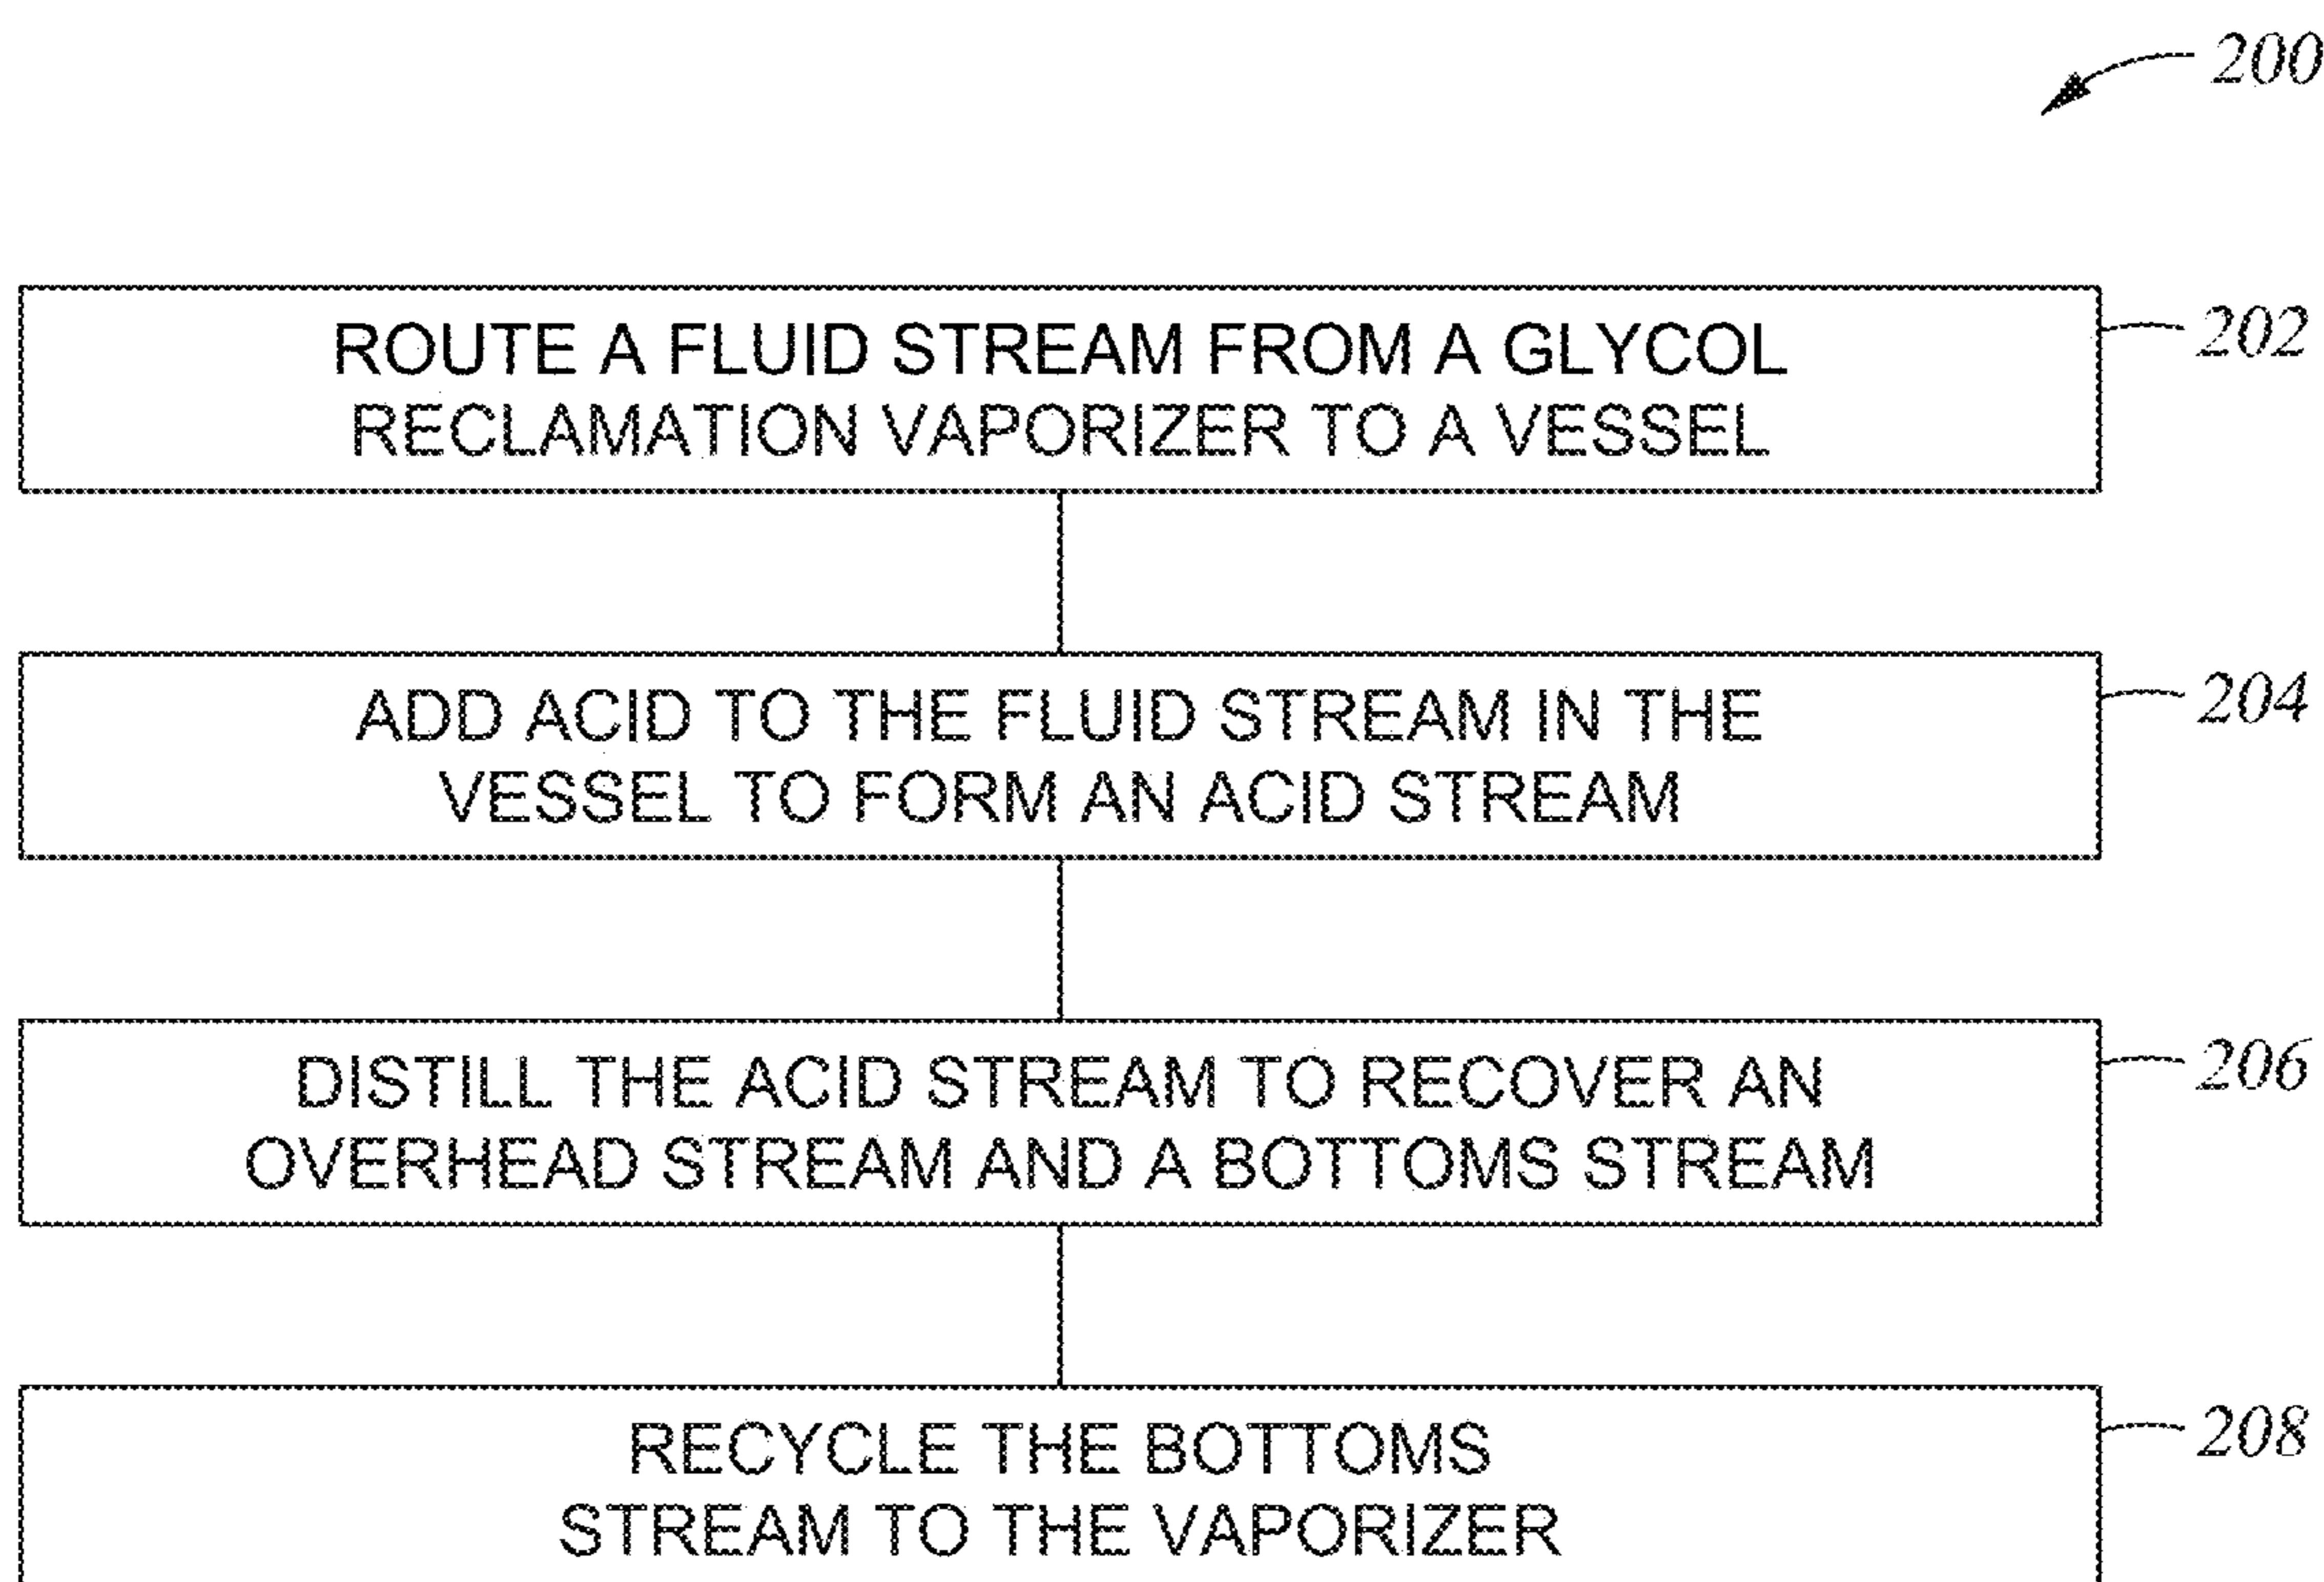 200
ROUTE A FLUID STREAM FROM A GLYCOL
RECLAMATION VAPORIZER TO A VESSEL
202
ADD ACID TO THE FLUID STREAM IN THE
VESSEL TO FORM AN ACID STREAM
204
DISTILL THE ACID STREAM TO RECOVER AN
OVERHEAD STREAM AND A BOTTOMS STREAM
206
RECYCLE THE BOTTOMS
STREAM TO THE VAPORIZER
208